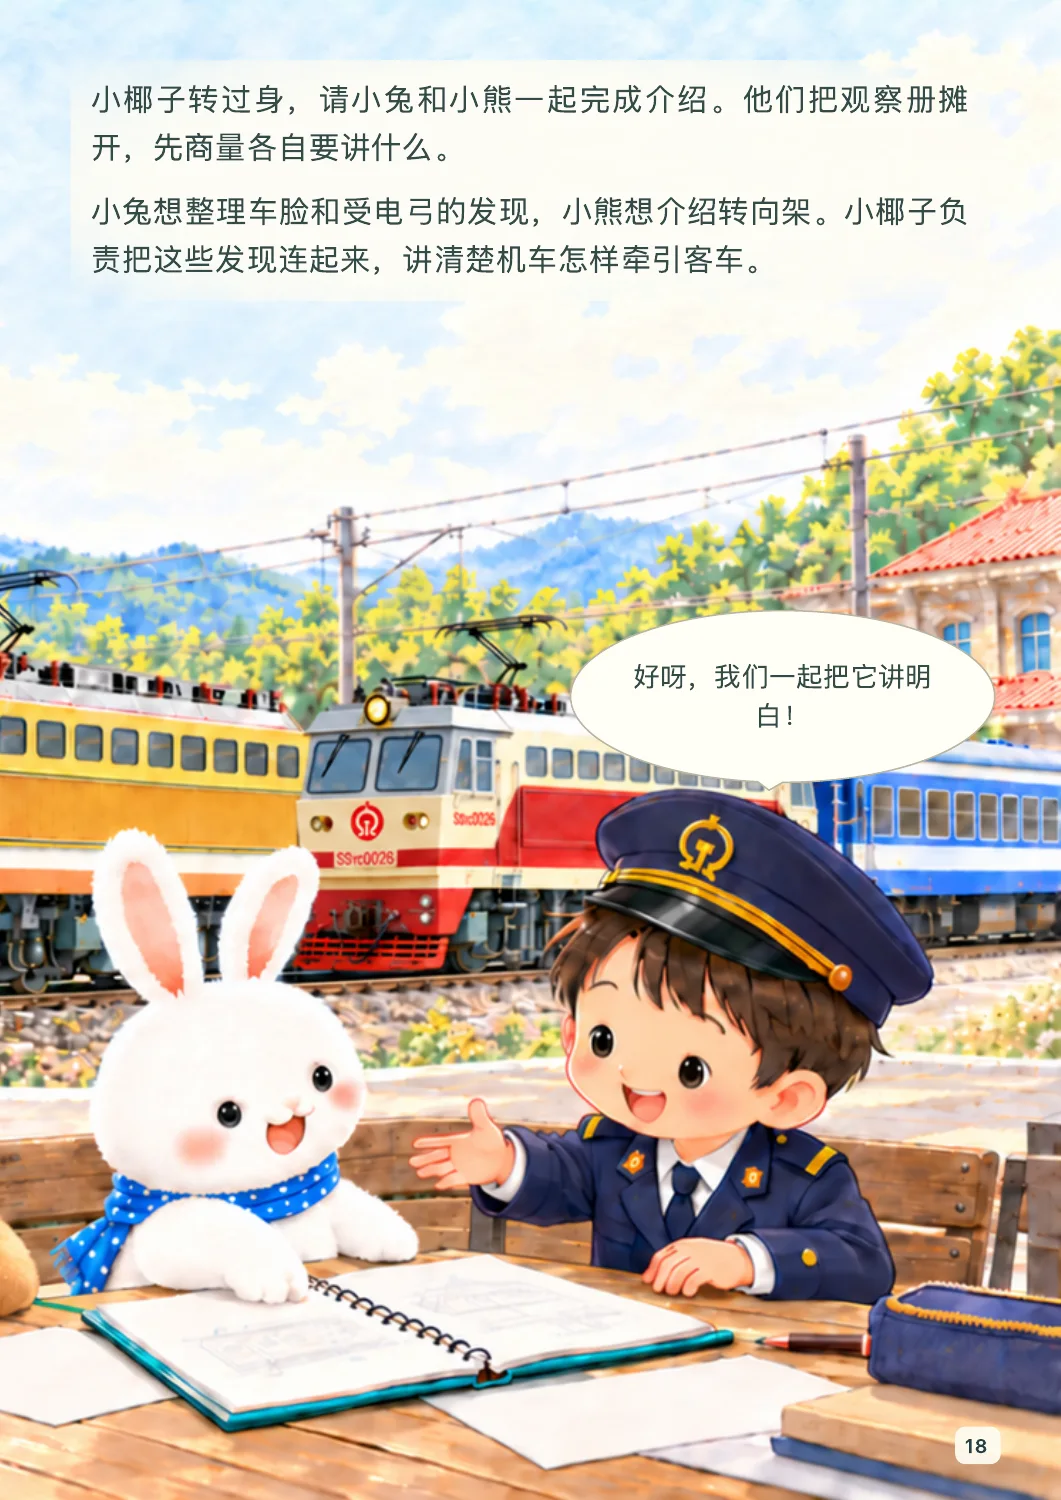 小椰子转过身，请小兔和小熊一起完成介绍。他们把观察册摊
开，先商量各自要讲什么。
小兔想整理车脸和受电弓的发现，小熊想介绍转向架。小椰子负
责把这些发现连起来，讲清楚机车怎样牵引客车。
好呀，我们一起把它讲明
白！
SSYC0026
18